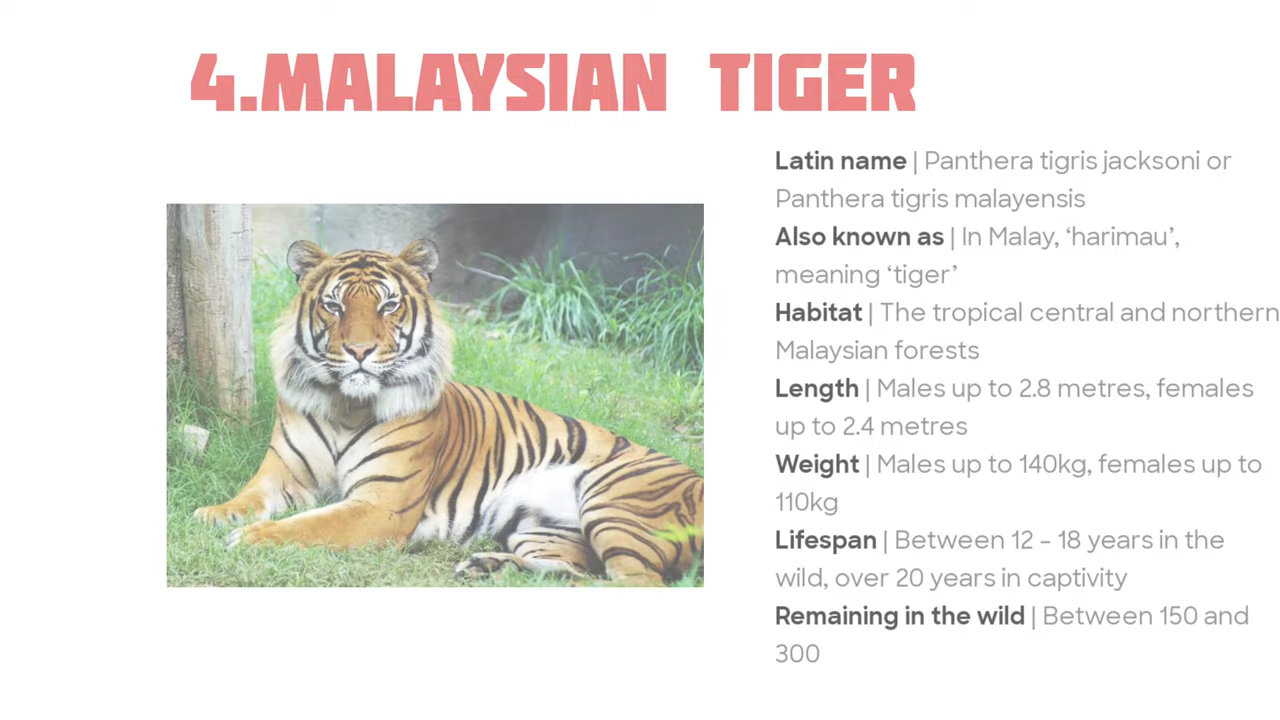 4.MALAYSIAN TIGER
Latin name | Panthera tigris jacksoni or
Panthera tigris malayensis
Also known as | In Malay, ‘harimau’,
meaning ‘tiger’
Habitat | The tropical central and northern
Malaysian forests
Length | Males up to 2.8 metres, females
up to 2.4 metres
Weight | Males up to 140kg, females up to
110kg
Lifespan | Between 12 – 18 years in the
wild, over 20 years in captivity
Remaining in the wild | Between 150 and
300